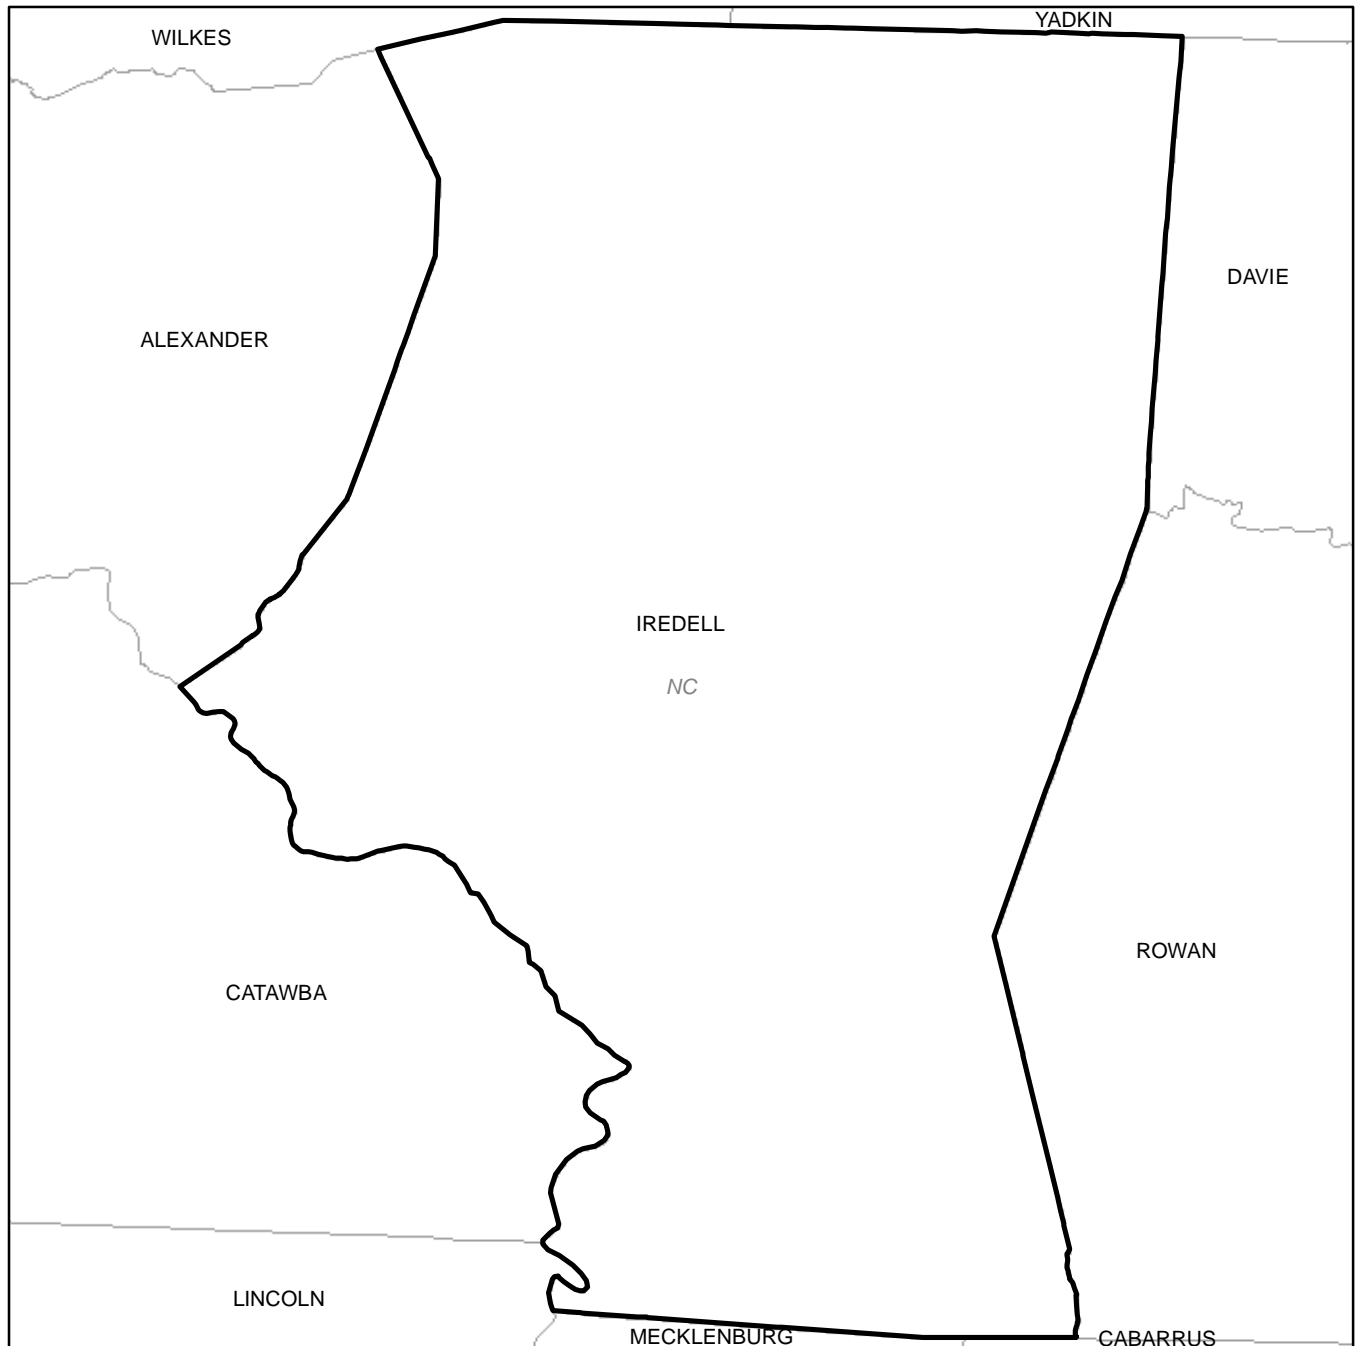 YADKIN
WILKES
DAVIE
ALEXANDER
IREDELL
NC
ROWAN
CATAWBA
LINCOLN
MECKLENBURG
CABARRUS